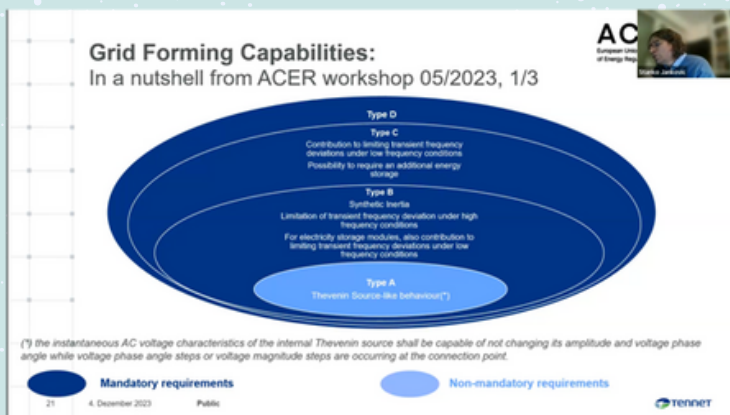 Grid Forming Capabilities:
In a nutshell from ACER workshop 05/2023, 1/3
AC
European Unio
of Energy Regu
Type D
Type C
Contribution to limiting transient frequency
deviations under low frequency conditions
Possibility to require an additional energy
storage
Type B
Synthetic Inertia
Limitation of transient frequency deviation under high
frequency conditions
For electricity storage modules, also contribution to
limiting transient frequency deviations under low
frequency conditions
Type A
Thevenin Source-like behaviour(*)
(*) the instantaneous AC voltage characteristics of the internal Thevenin source shall be capable of not changing its amplitude and voltage phase
angle while voltage phase angle steps or voltage magnitude steps are occurring at the connection point.
Mandatory requirements
Non-mandatory requirements
21
4. Dezember 2023
Public
TENNET